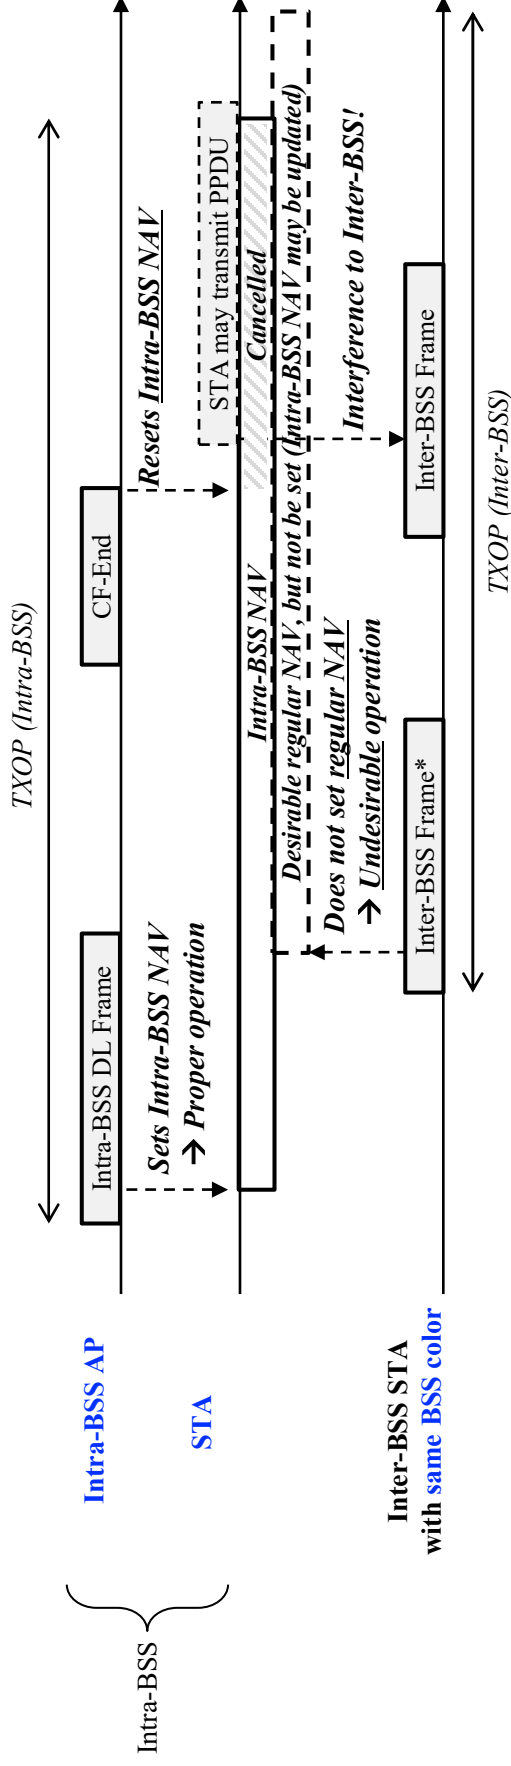 TXOP (Intra-BSS)
Intra-BSS
Intra-BSS AP
Intra-BSS DL Frame
CF-End
Sets Intra-BSS NAV
→ Proper operation
Resets Intra-BSS NAV
STA
STA may transmit PPDU
Intra-BSS NAV
Cancelled
Desirable regular NAV, but not be set (Intra-BSS NAV may be updated)
Does not set regular NAV
→ Undesirable operation
Interference to Inter-BSS!
Inter-BSS STA
with same BSS color
Inter-BSS Frame*
Inter-BSS Frame
TXOP (Inter-BSS)